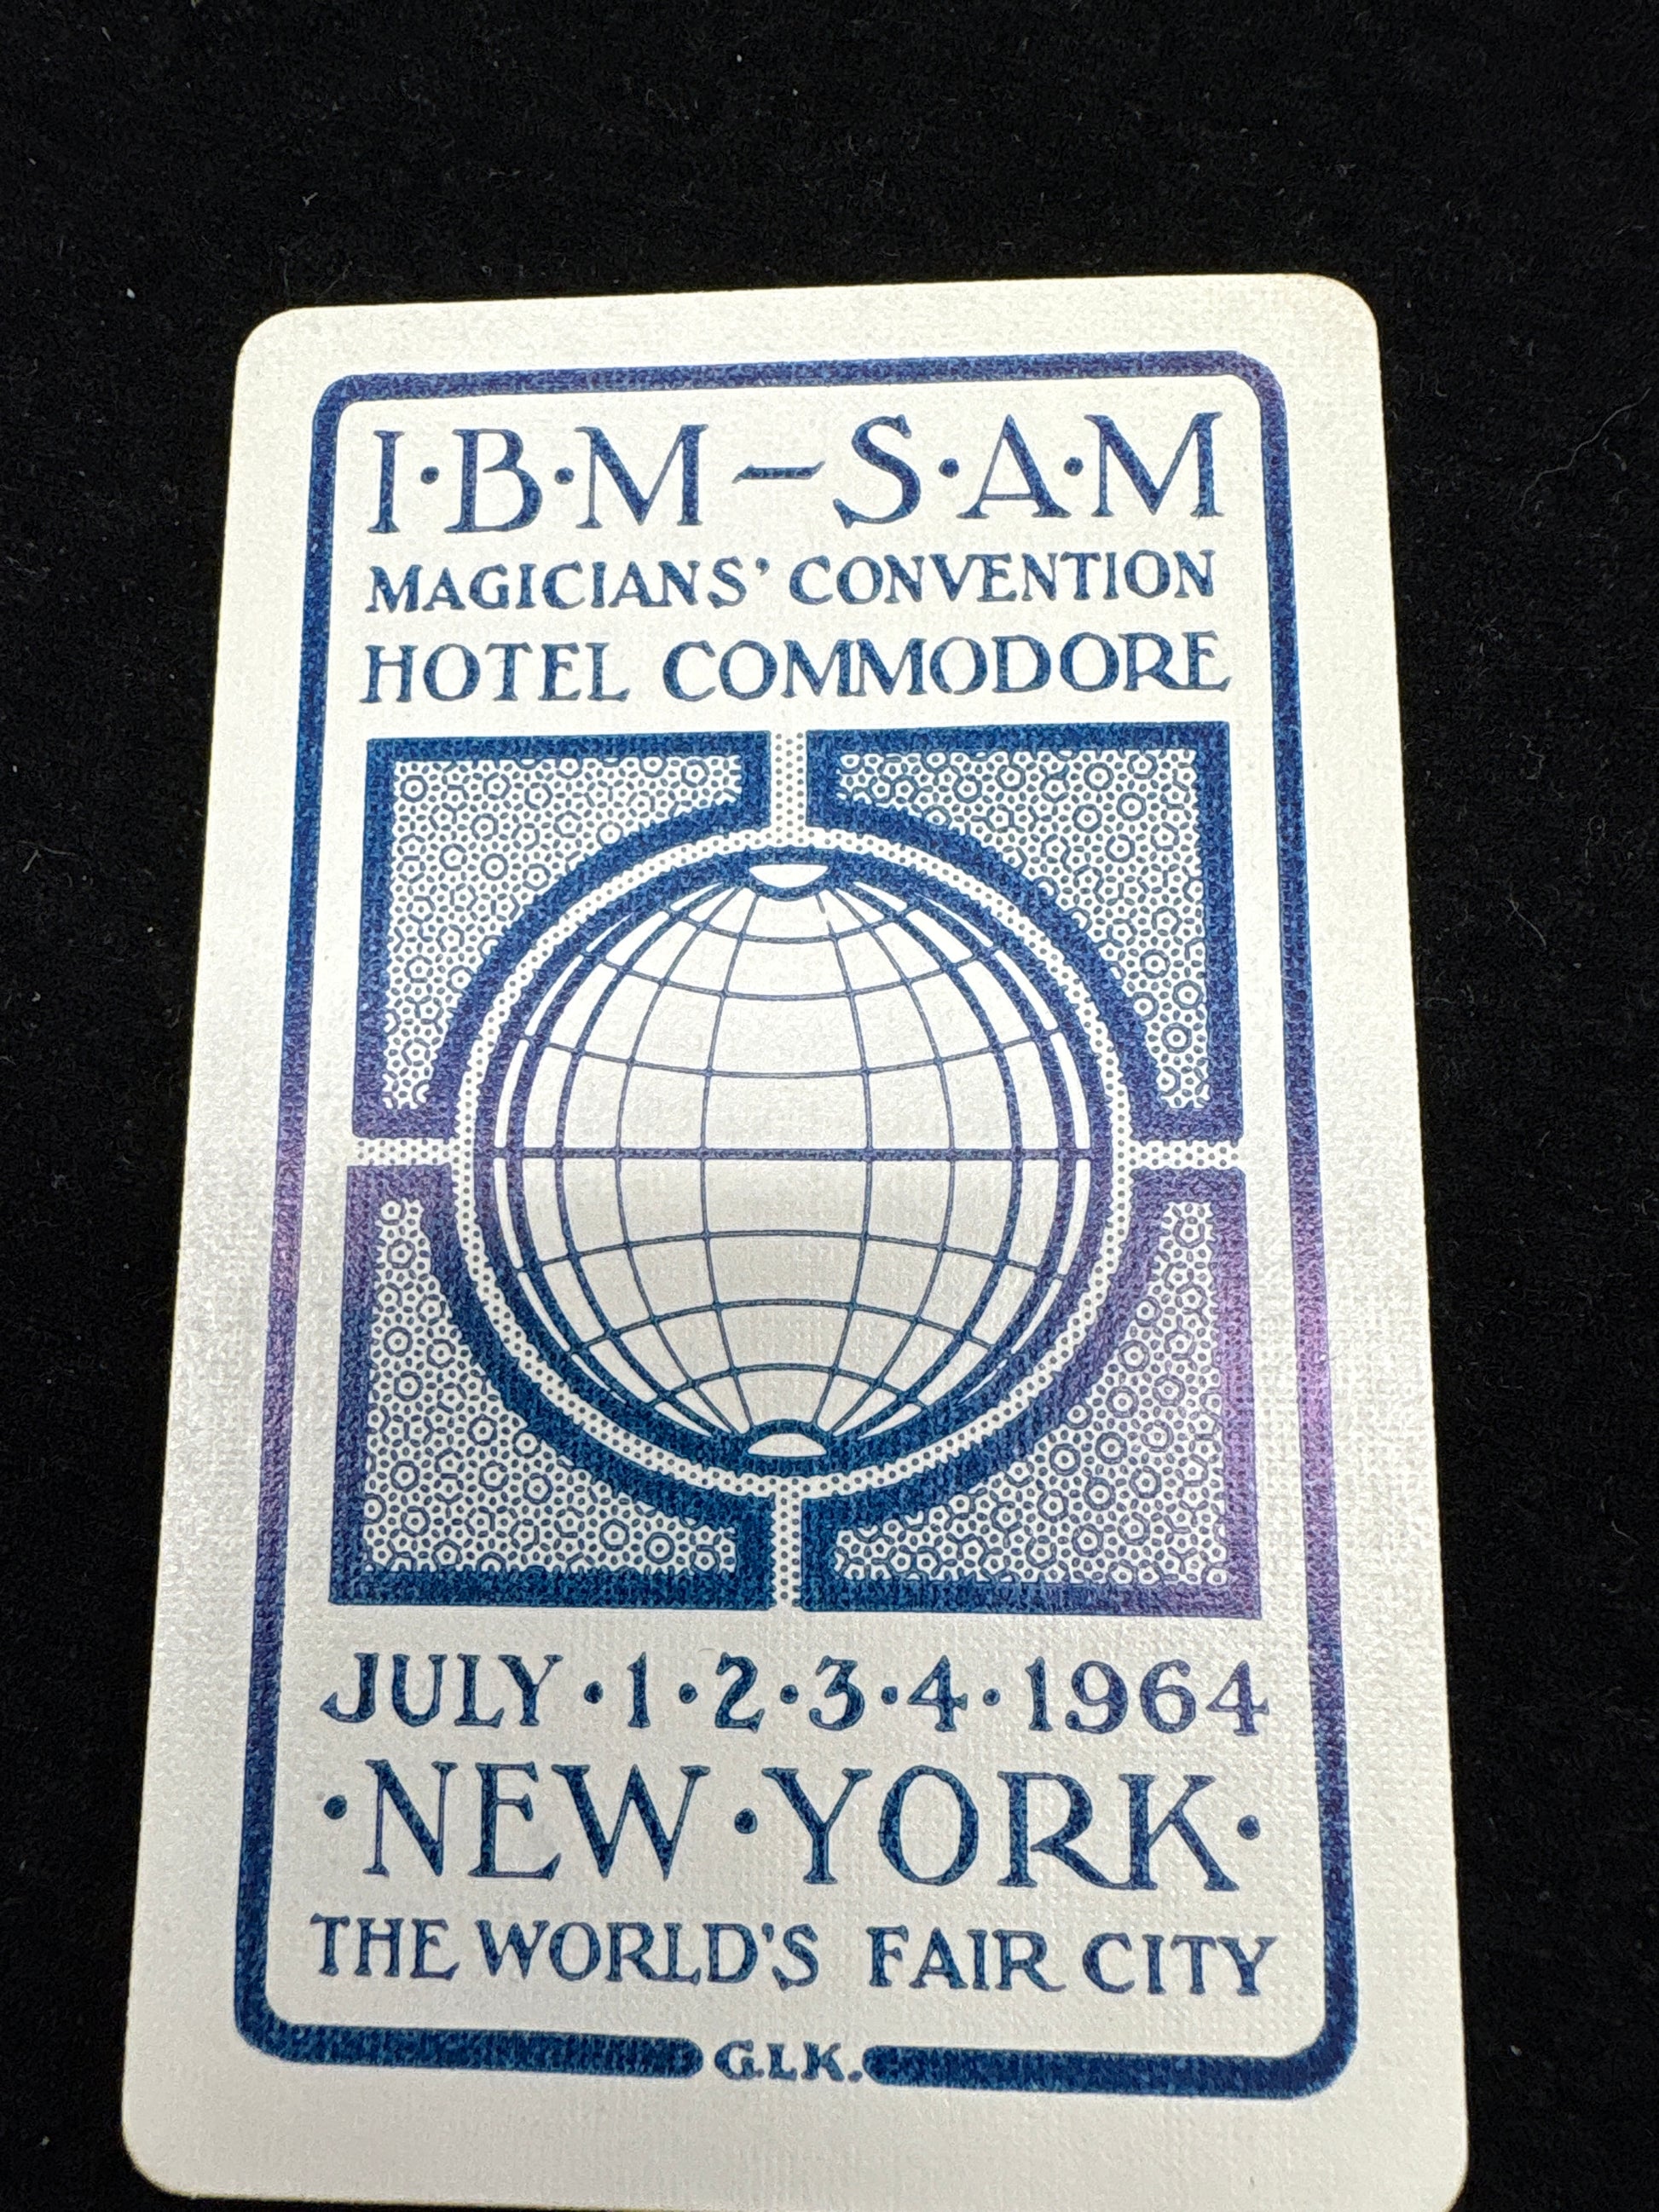 I·B·M—S·A·M
MAGICIANS' CONVENTION
HOTEL COMMODORE
JULY·1·2·3·4·1964
·NEW·YORK·
THE WORLD'S FAIR CITY
G.L.K.